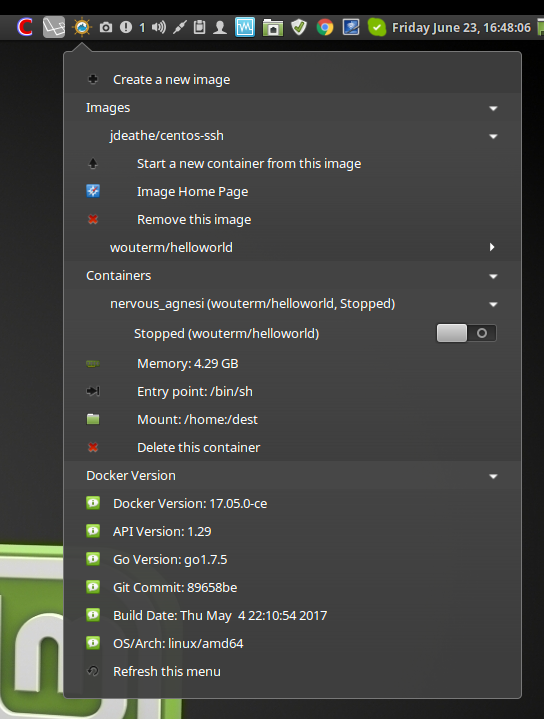 1 Friday June 23, 16:48:06
Create a new image
Images
jdeathe/centos-ssh
Start a new container from this image
Image Home Page
Remove this image
wouterm/helloworld
Containers
nervous_agnesi (wouterm/helloworld, Stopped)
Stopped (wouterm/helloworld)
Memory: 4.29 GB
Entry point: /bin/sh
Mount: /home:/dest
Delete this container
Docker Version
Docker Version: 17.05.0-ce
API Version: 1.29
Go Version: go1.7.5
Git Commit: 89658be
Build Date: Thu May  4 22:10:54 2017
OS/Arch: linux/amd64
Refresh this menu